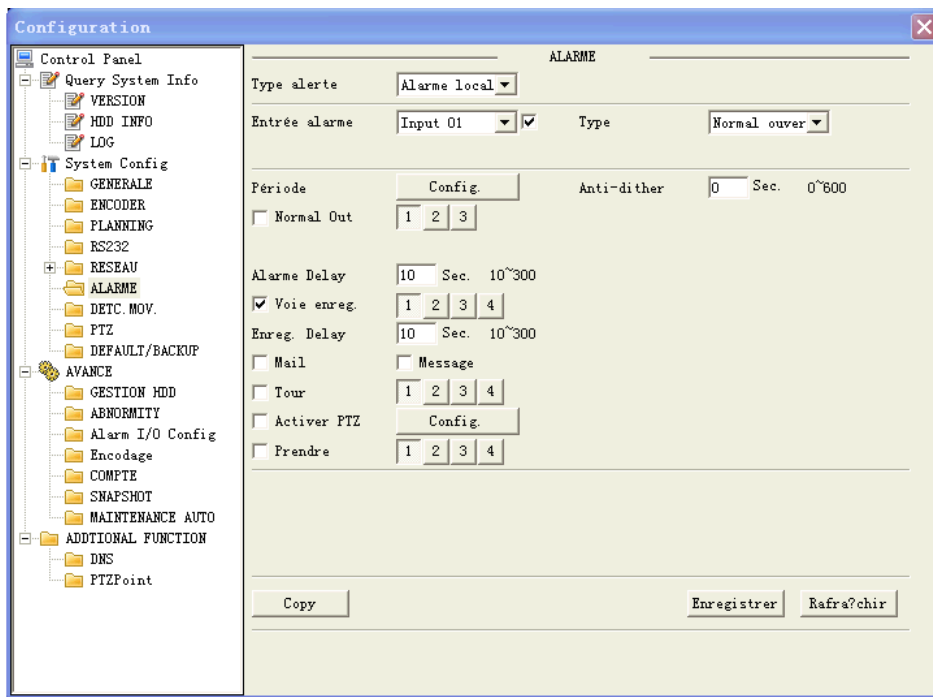 Configuration
Control Panel
Query System Info
VERSION
HDD INFO
LOG
System Config
GENERALE
ENCODER
PLANNING
RS232
RESEAU
ALARME
DETC.MOV.
PTZ
DEFAULT/BACKUP
AVANCE
GESTION HDD
ABNORMITY
Alarm I/O Config
Encodage
COMPTE
SNAPSHOT
MAINTENANCE AUTO
ADDTIONAL FUNCTION
DNS
PTZPoint
ALARME
Type alerte Alarme local
Entrée alarme Input 01 Type Normal ouver
Période Config. Anti-dither 0 Sec. 0~600
Normal Out 1 2 3
Alarme Delay 10 Sec. 10~300
Voie enreg. 1 2 3 4
Enreg. Delay 10 Sec. 10~300
Mail Message
Tour 1 2 3 4
Activer PTZ Config.
Prendre 1 2 3 4
Copy Enregistrer Rafra?chir